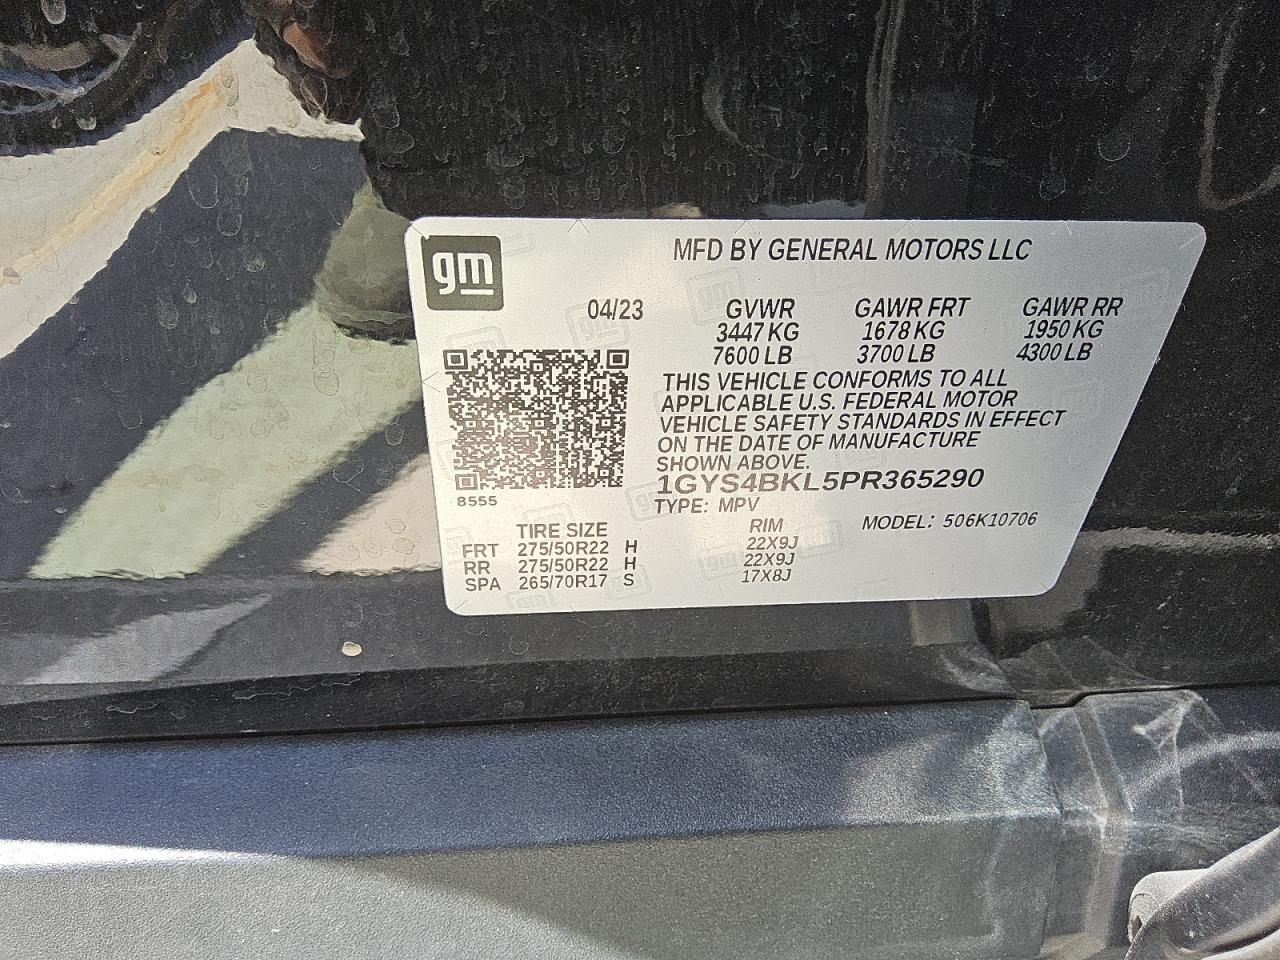 gm
MFD BY GENERAL MOTORS LLC
04/23 GVWR GAWR FRT GAWR RR
3447 KG 1678 KG 1950 KG
7600 LB 3700 LB 4300 LB
THIS VEHICLE CONFORMS TO ALL
APPLICABLE U.S. FEDERAL MOTOR
VEHICLE SAFETY STANDARDS IN EFFECT
ON THE DATE OF MANUFACTURE
SHOWN ABOVE.
1GYS4BKL5PR365290
8555
TYPE: MPV
MODEL: 506K10706
TIRE SIZE RIM
FRT 275/50R22 H 22X9J
RR 275/50R22 H 22X9J
SPA 265/70R17 S 17X8J